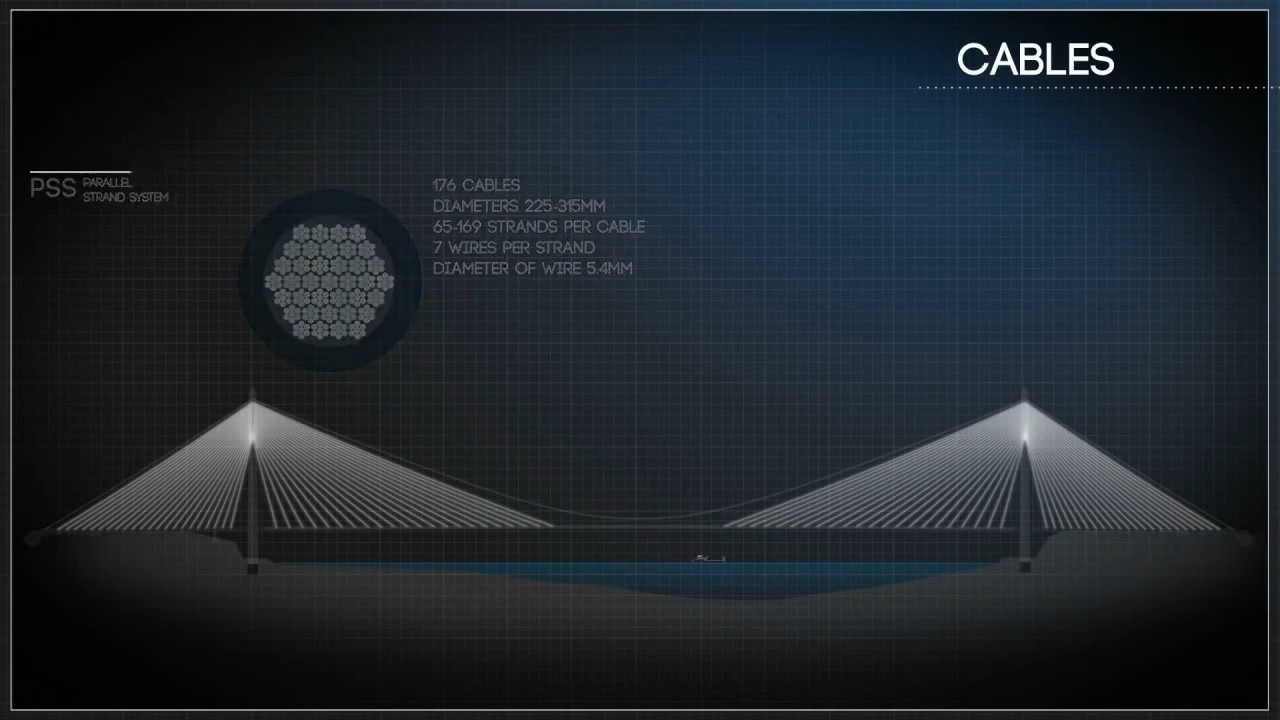 CABLES
PSS PARALLEL
STRAND SYSTEM
176 CABLES
DIAMETERS 225-315MM
65-169 STRANDS PER CABLE
7 WIRES PER STRAND
DIAMETER OF WIRE 5.4MM